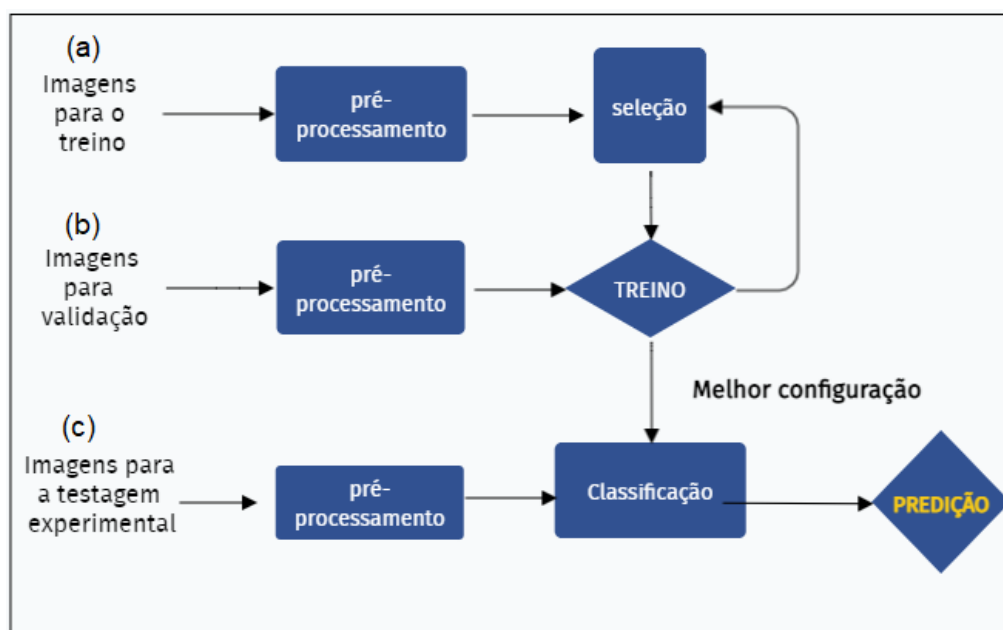 (a)
Imagens
para o
treino
pré-
processamento
seleção
(b)
Imagens
para
validação
pré-
processamento
TREINO
Melhor configuração
(c)
Imagens para
a testagem
experimental
pré-
processamento
Classificação
PREDIÇÃO